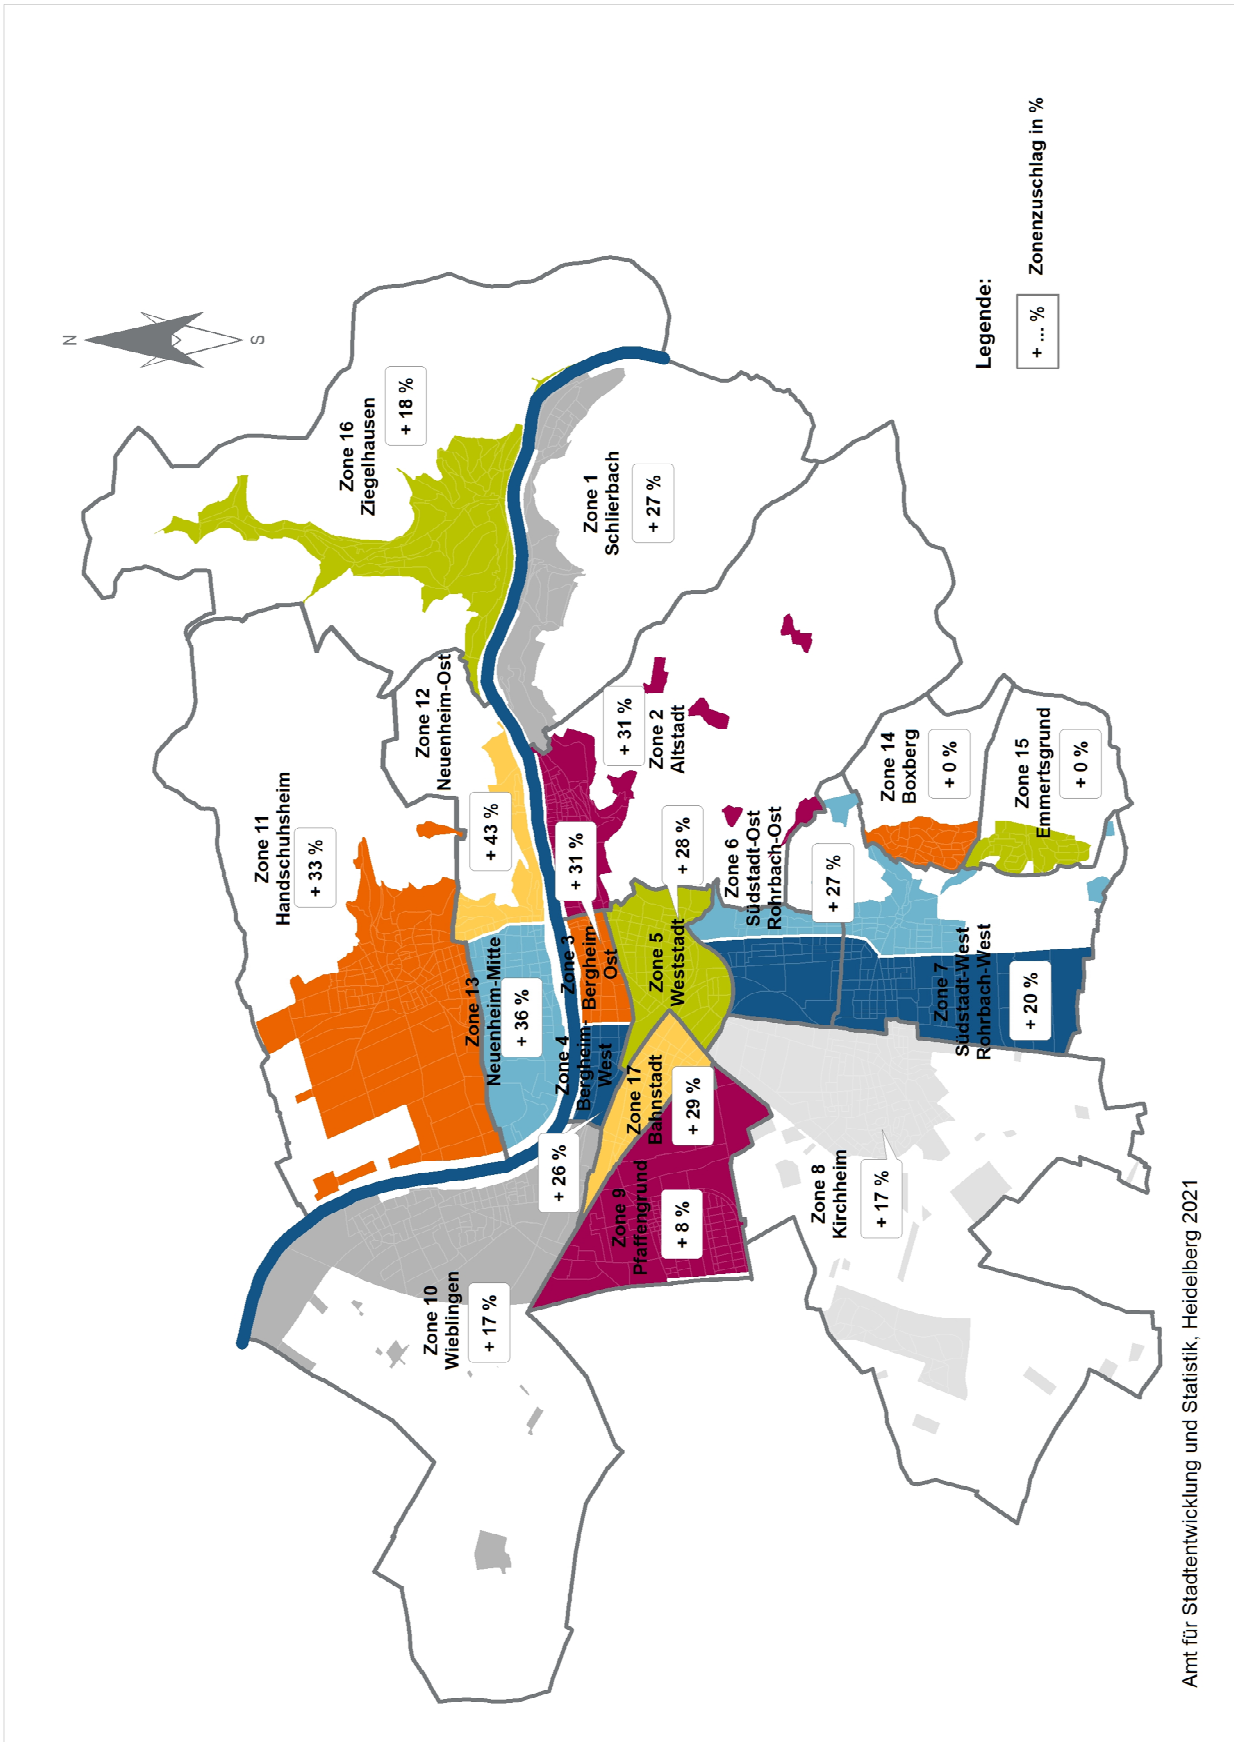 N
S
Zone 16
Ziegelhausen
+ 18 %
Zone 1
Schlierbach
+ 27 %
Zone 12
Neuenheim-Ost
+ 43 %
Zone 11
Handschuhsheim
+ 33 %
+ 31 %
Zone 2
Altstadt
Zone 13
Neuenheim-Mitte
+ 36 %
+ 31 %
Zone 3
Bergheim-
Ost
Zone 4
Bergheim-
West
+ 26 %
+ 28 %
Zone 5
Weststadt
Zone 6
Südstadt-Ost
Rohrbach-Ost
+ 27 %
Zone 14
Boxberg
+ 0 %
Zone 15
Emmertsgrund
+ 0 %
Zone 7
Südstadt-West
Rohrbach-West
+ 20 %
Zone 17
Bahnstadt
+ 29 %
Zone 9
Pfaffengrund
+ 8 %
Zone 8
Kirchheim
+ 17 %
Zone 10
Wieblingen
+ 17 %
Legende:
+ ... %
Zonenzuschlag in %
Amt für Stadtentwicklung und Statistik, Heidelberg 2021